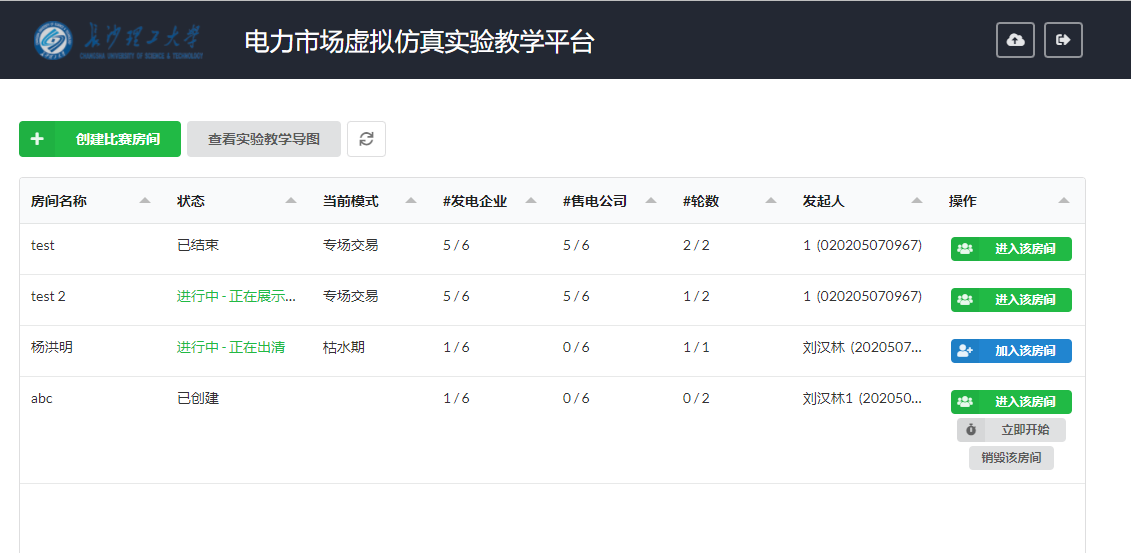 长沙理工大学
CHANGSHA UNIVERSITY OF SCIENCE & TECHNOLOGY
电力市场虚拟仿真实验教学平台
创建比赛房间 查看实验教学导图
房间名称 状态 当前模式 #发电企业 #售电公司 #轮数 发起人 操作
test 已结束 专场交易 5 / 6 5 / 6 2 / 2 1 (020205070967) 进入该房间
test 2 进行中 - 正在展示... 专场交易 5 / 6 5 / 6 1 / 2 1 (020205070967) 进入该房间
杨洪明 进行中 - 正在出清 枯水期 1 / 6 0 / 6 1 / 1 刘汉林 (2020507... 加入该房间
abc 已创建 1 / 6 0 / 6 0 / 2 刘汉林1 (202050... 进入该房间
立即开始
销毁该房间